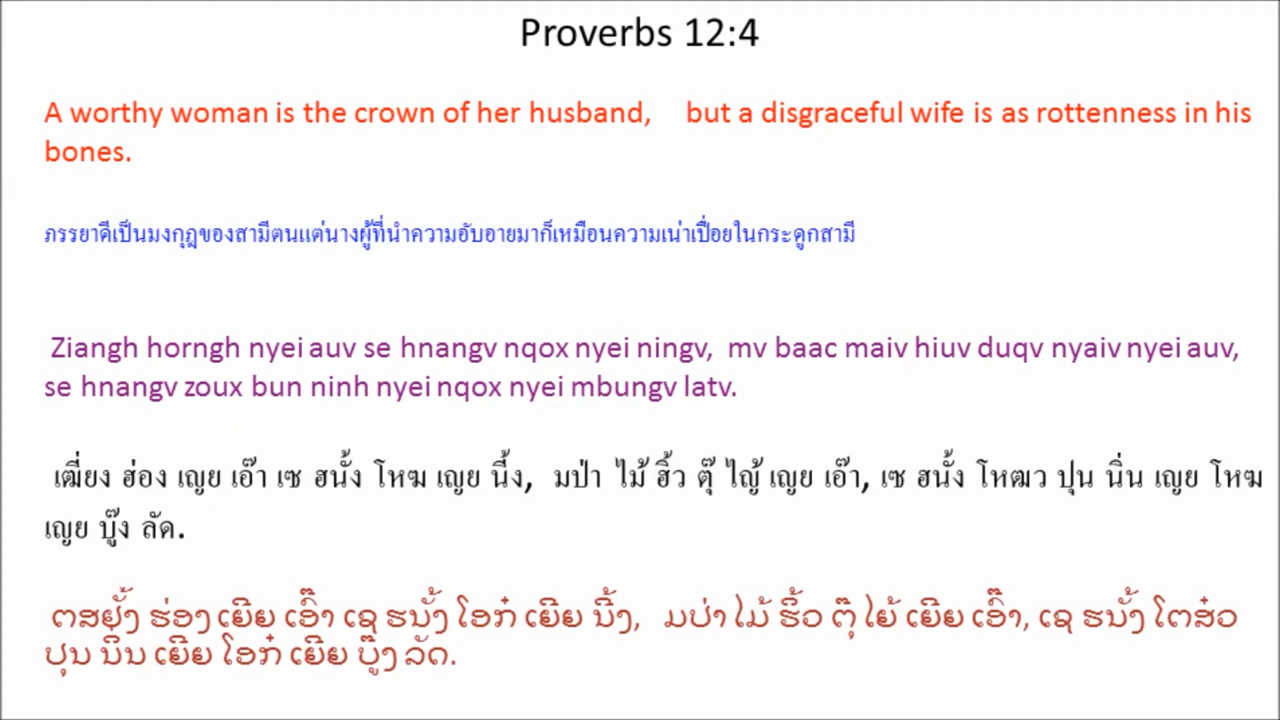 Proverbs 12:4
A worthy woman is the crown of her husband, but a disgraceful wife is as rottenness in his
bones.
ภรรยาดีเป็นมงกุฎของสามีตนแต่นางผู้ที่นำความอับอายมาก็เหมือนความเน่าเปื่อยในกระดูกสามี
Ziangh horngh nyei auv se hnangv nqox nyei ningv, mv baac maiv hiuv duqv nyaiv nyei auv,
se hnangv zoux bun ninh nyei nqox nyei mbungv latv.
เฒี่ยง ฮ่อง เญย เอ๊า เซ ฮนั้ง โหฆ เญย นี้ง, มป่า ไม้ ฮิ้ว ตุ๊ ไญ้ เญย เอ๊า, เซ ฮนั้ง โหฒว ปุน นิ่น เญย โหฆ
เญย บู๊ง ลัด.
ຕສຢັ້ງ ຮ່ອງ ເຍີຍ ເອົ໊າ ເຊ ຮນັ້ງ ໂອກ໋ ເຍີຍ ນີ້ງ, ມປ່າ ໄມ້ ຮິ້ວ ຕຸ໊ ໄຍ້ ເຍີຍ ເອົ໊າ, ເຊ ຮນັ້ງ ໂຕສ໋ວ
ປຸນ ນິ່ນ ເຍີຍ ໂອກ໋ ເຍີຍ ບູ໊ງ ລັດ.